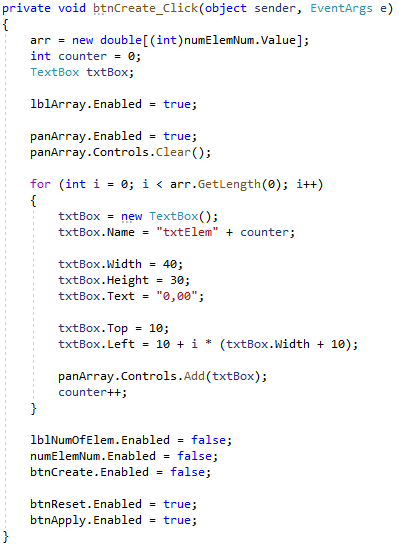 private void btnCreate_Click(object sender, EventArgs e)
{
arr = new double[(int)numElemNum.Value];
int counter = 0;
TextBox txtBox;
lblArray.Enabled = true;
panArray.Enabled = true;
panArray.Controls.Clear();
for (int i = 0; i < arr.GetLength(0); i++)
{
txtBox = new TextBox();
txtBox.Name = "txtElem" + counter;
txtBox.Width = 40;
txtBox.Height = 30;
txtBox.Text = "0,00";
txtBox.Top = 10;
txtBox.Left = 10 + i * (txtBox.Width + 10);
panArray.Controls.Add(txtBox);
counter++;
}
lblNumOfElem.Enabled = false;
numElemNum.Enabled = false;
btnCreate.Enabled = false;
btnReset.Enabled = true;
btnApply.Enabled = true;
}